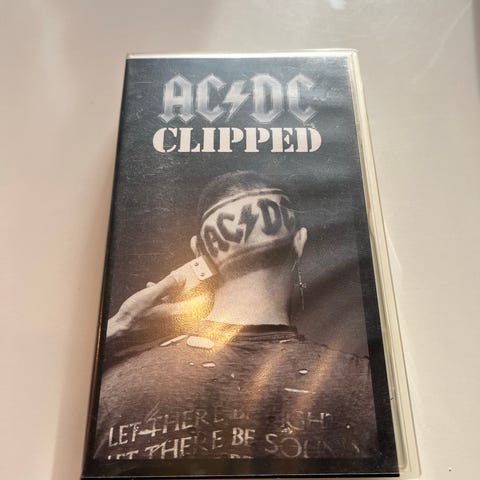 AC⚡DC
CLIPPED
AC⚡DC
LET THERE BE LIGHT
LET THERE BE SOUND